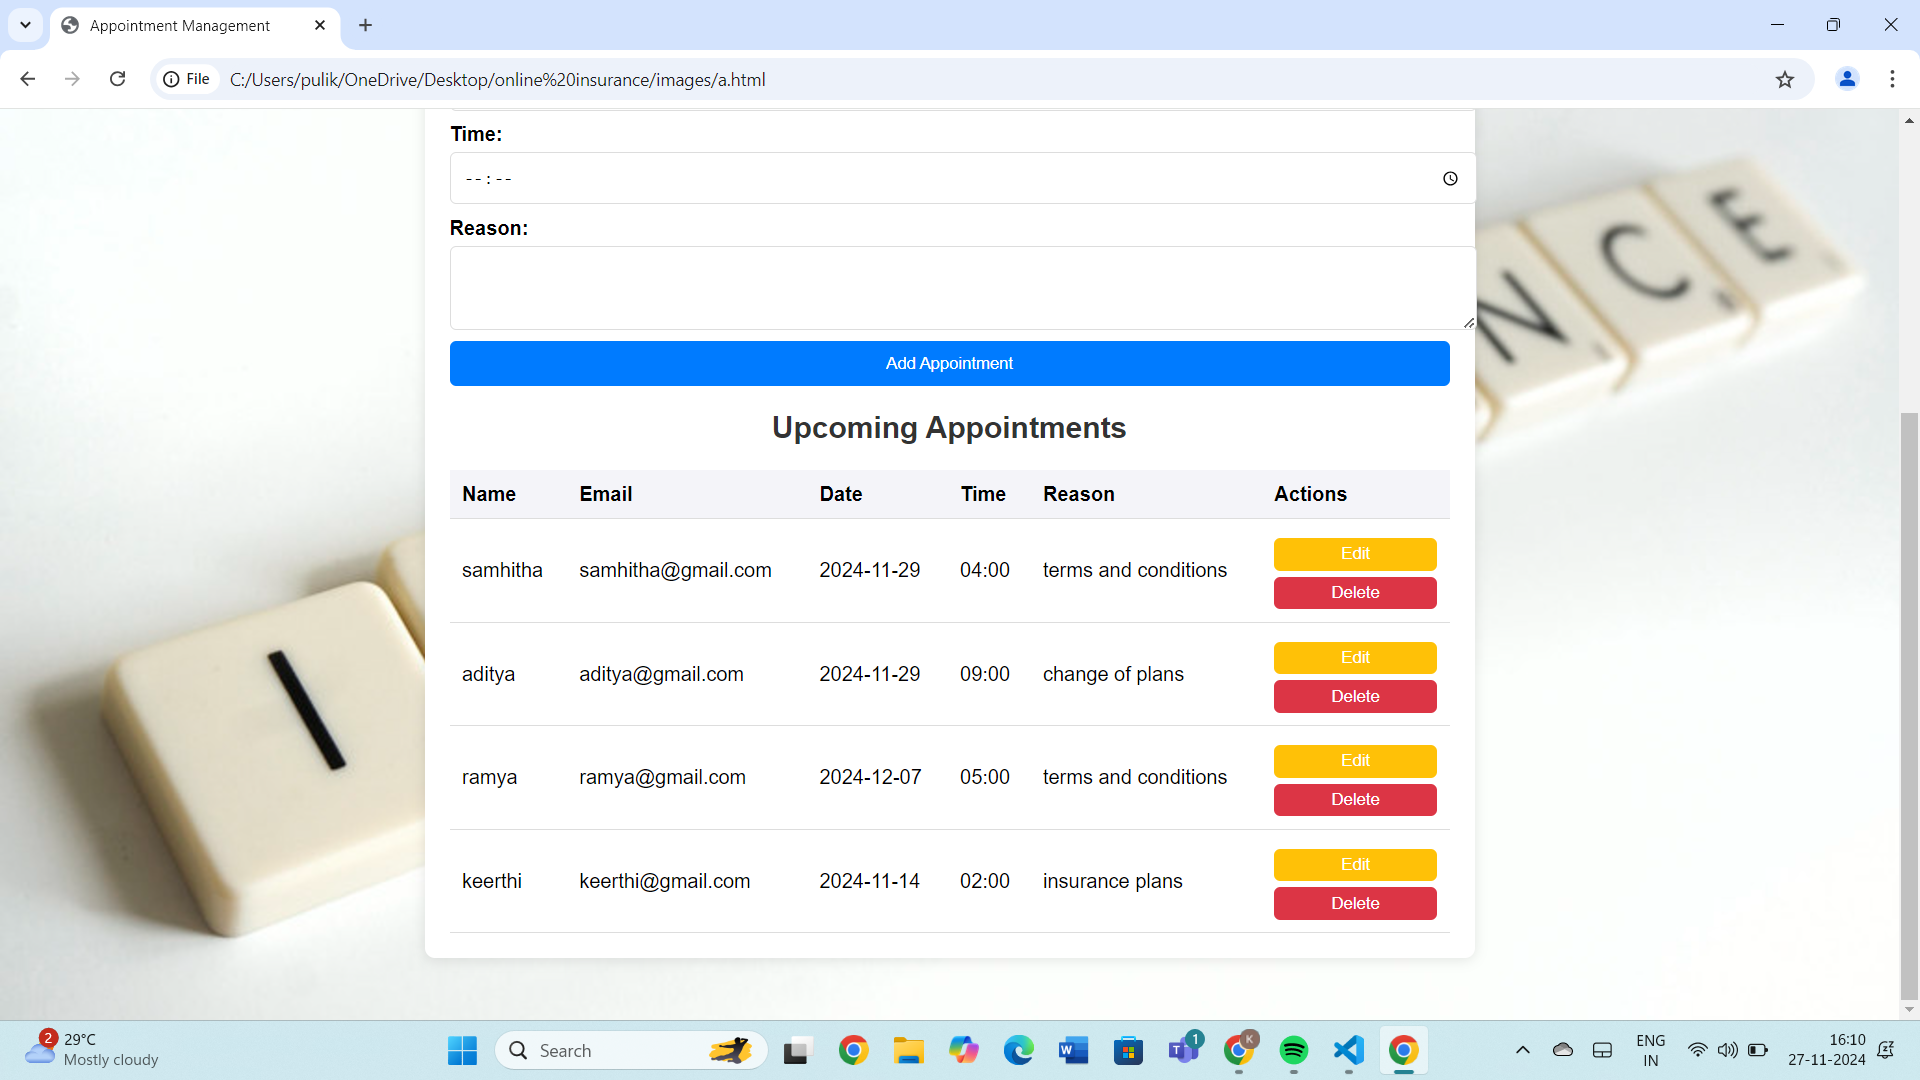 Appointment Management
File C:/Users/pulik/OneDrive/Desktop/online%20insurance/images/a.html
Time:
--:--
Reason:
Add Appointment
Upcoming Appointments
Name Email Date Time Reason Actions
samhitha samhitha@gmail.com 2024-11-29 04:00 terms and conditions Edit
Delete
aditya aditya@gmail.com 2024-11-29 09:00 change of plans Edit
Delete
ramya ramya@gmail.com 2024-12-07 05:00 terms and conditions Edit
Delete
keerthi keerthi@gmail.com 2024-11-14 02:00 insurance plans Edit
Delete
I
N C E
2 29°C
Mostly cloudy
Search
W
T 1
K
ENG
IN
16:10
27-11-2024